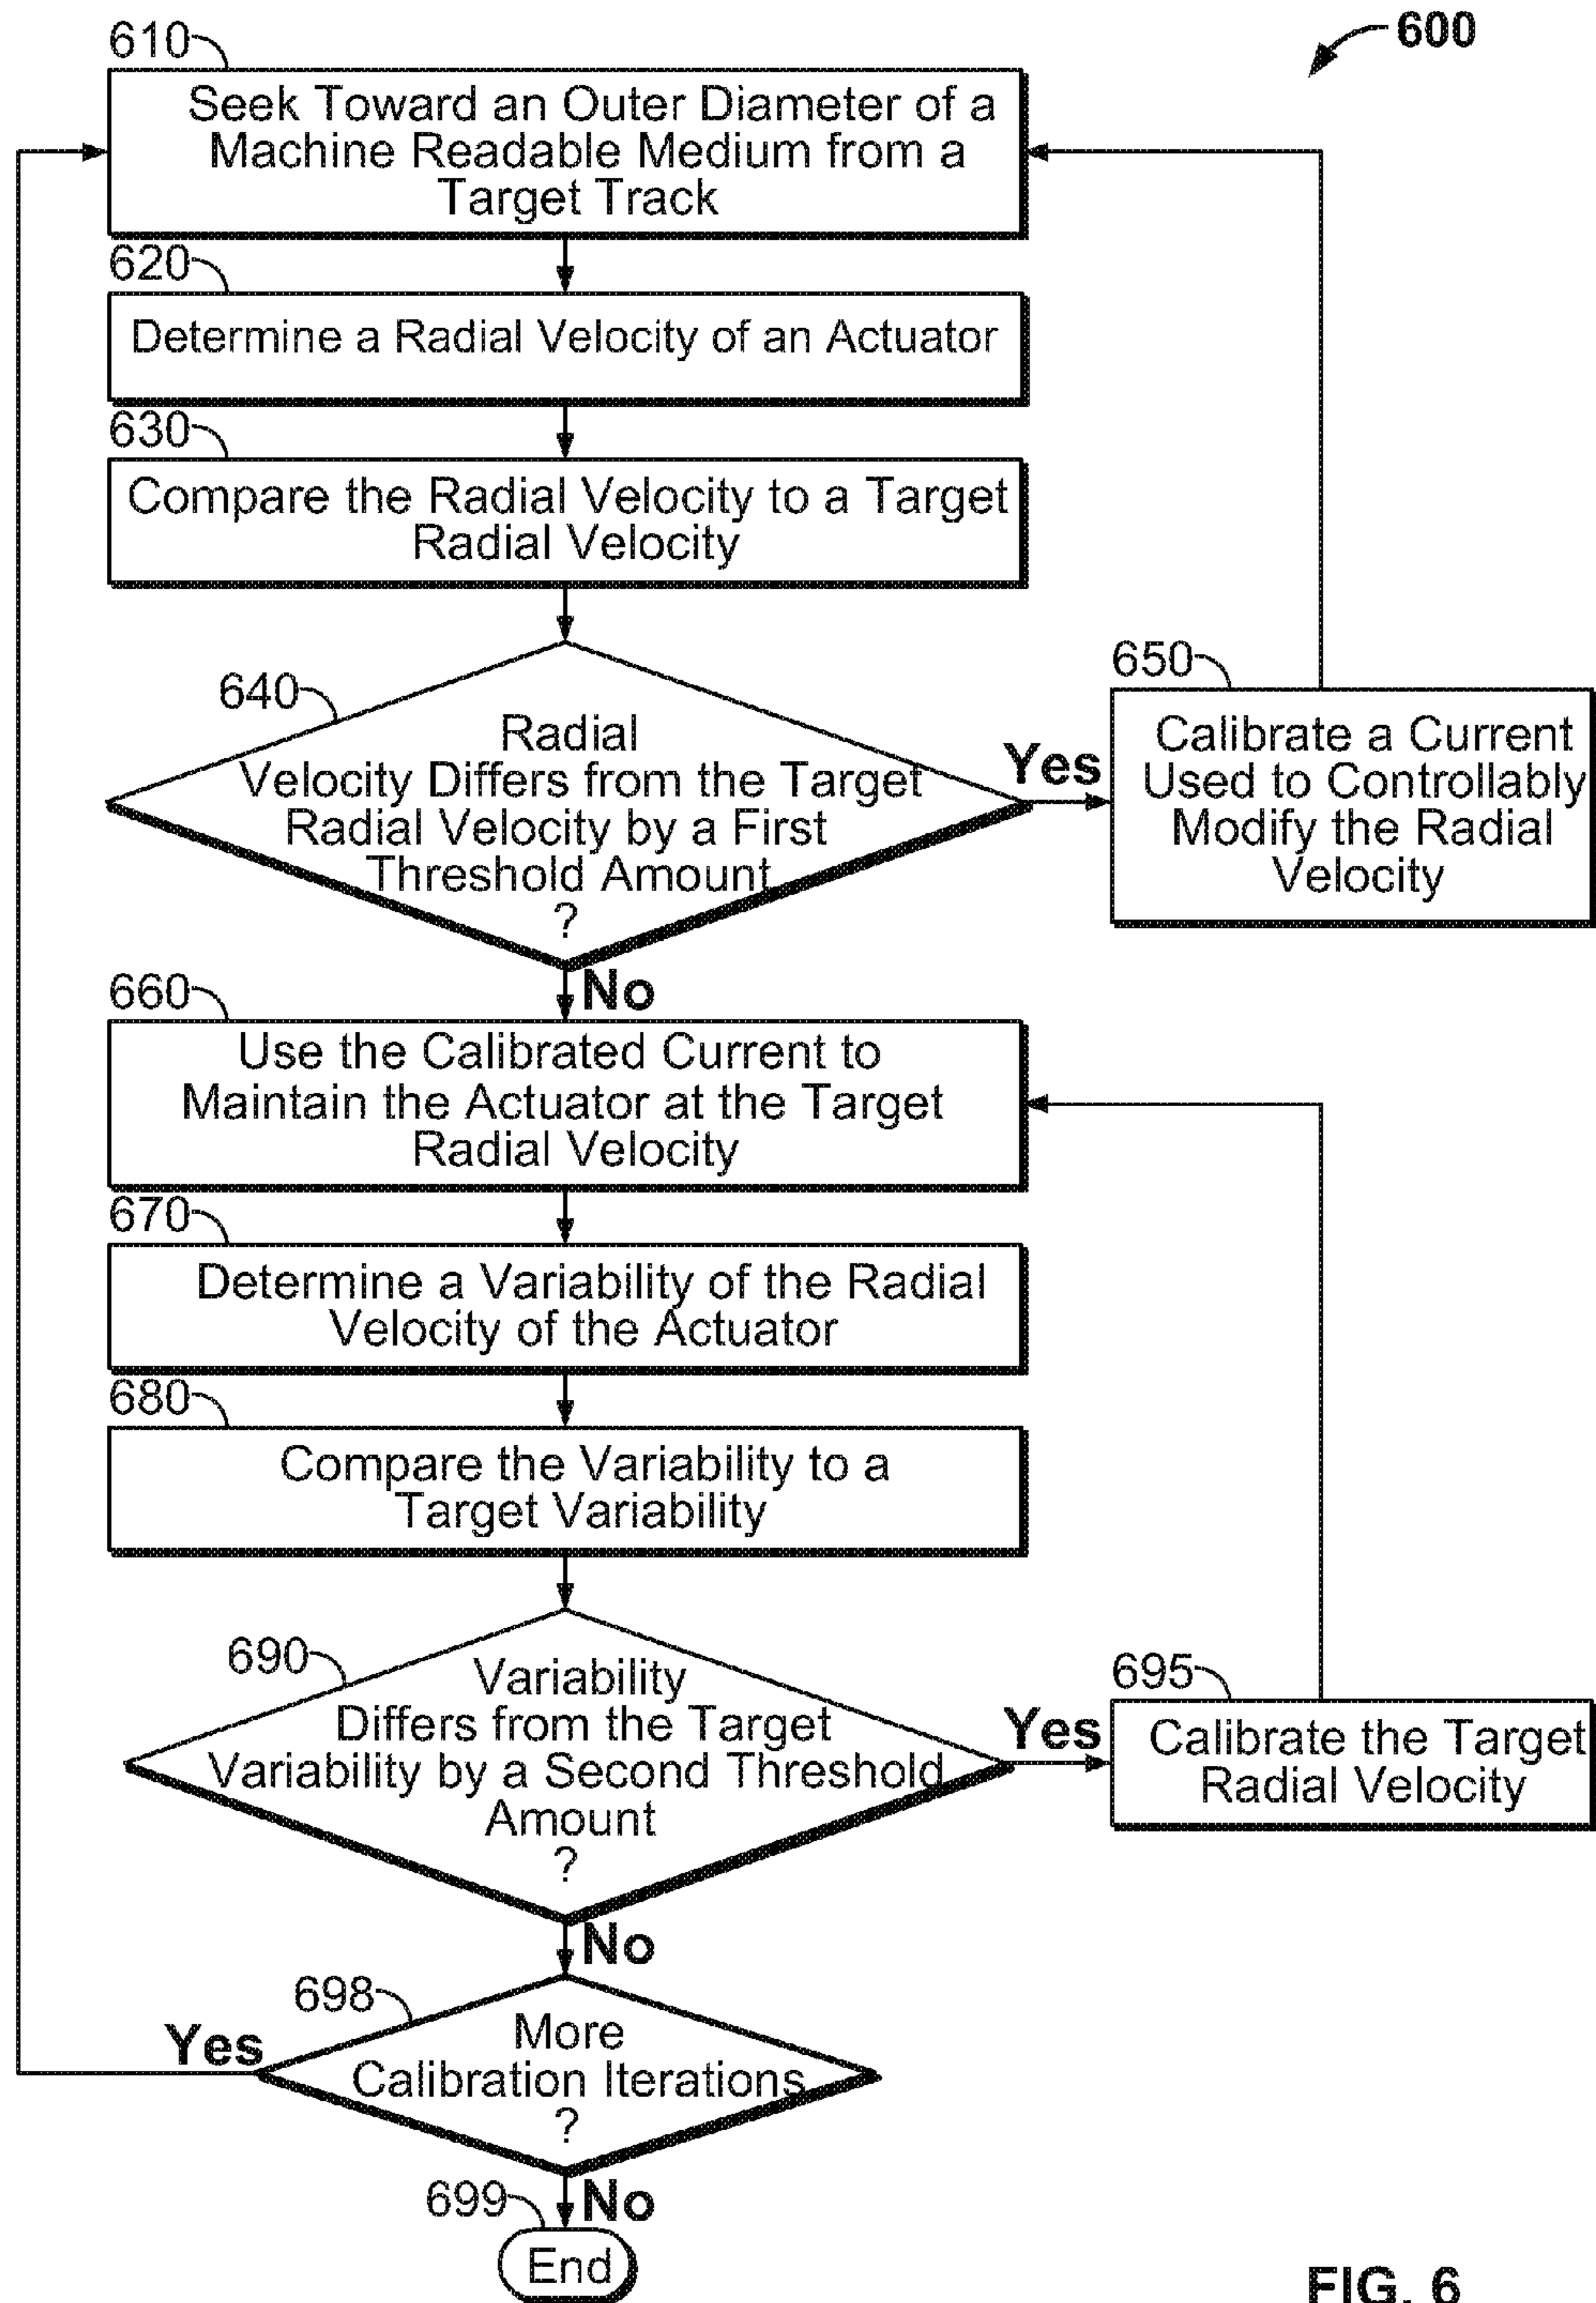 600
610
Seek Toward an Outer Diameter of a
Machine Readable Medium from a
Target Track
620
Determine a Radial Velocity of an Actuator
630
Compare the Radial Velocity to a Target
Radial Velocity
640
Radial
Velocity Differs from the Target
Radial Velocity by a First
Threshold Amount
?
Yes
650
Calibrate a Current
Used to Controllably
Modify the Radial
Velocity
No
660
Use the Calibrated Current to
Maintain the Actuator at the Target
Radial Velocity
670
Determine a Variability of the Radial
Velocity of the Actuator
680
Compare the Variability to a
Target Variability
690
Variability
Differs from the Target
Variability by a Second Threshold
Amount
?
Yes
695
Calibrate the Target
Radial Velocity
No
698
More
Calibration Iterations
?
Yes
No
699
End
FIG. 6